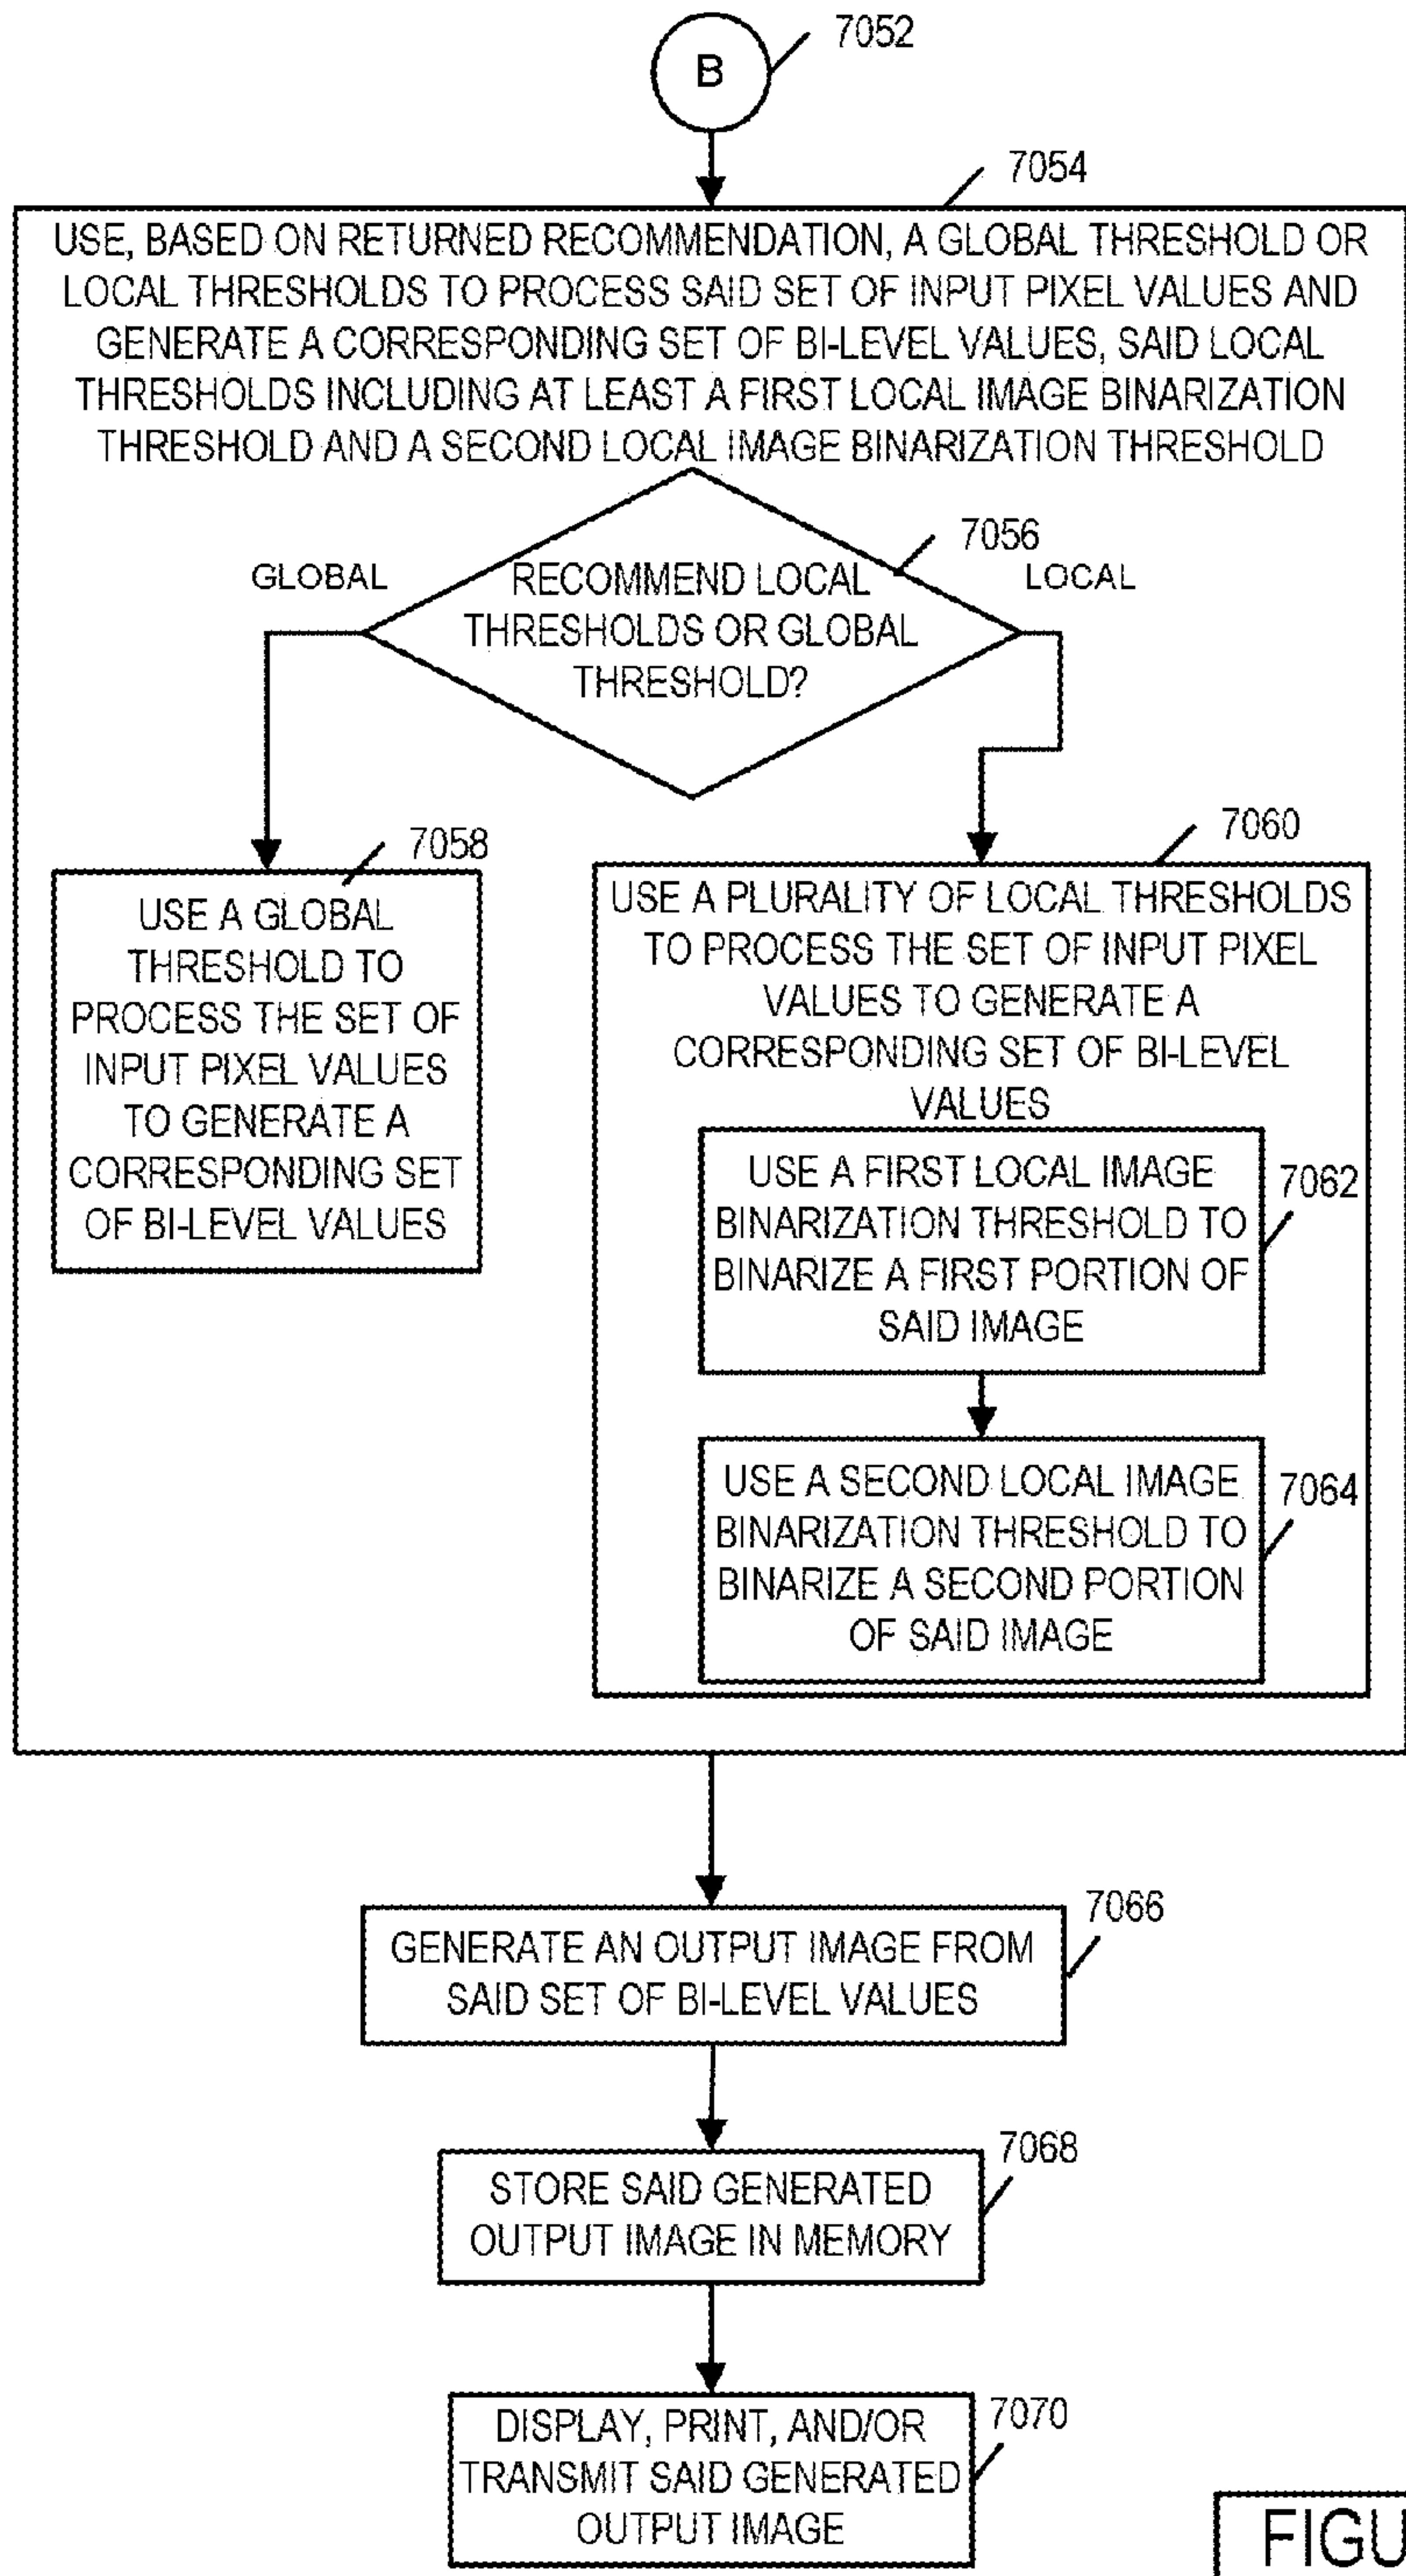 B
7052
7054
USE, BASED ON RETURNED RECOMMENDATION, A GLOBAL THRESHOLD OR
LOCAL THRESHOLDS TO PROCESS SAID SET OF INPUT PIXEL VALUES AND
GENERATE A CORRESPONDING SET OF BI-LEVEL VALUES, SAID LOCAL
THRESHOLDS INCLUDING AT LEAST A FIRST LOCAL IMAGE BINARIZATION
THRESHOLD AND A SECOND LOCAL IMAGE BINARIZATION THRESHOLD
7056
GLOBAL
RECOMMEND LOCAL
THRESHOLDS OR GLOBAL
THRESHOLD?
LOCAL
7058
USE A GLOBAL
THRESHOLD TO
PROCESS THE SET OF
INPUT PIXEL VALUES
TO GENERATE A
CORRESPONDING SET
OF BI-LEVEL VALUES
7060
USE A PLURALITY OF LOCAL THRESHOLDS
TO PROCESS THE SET OF INPUT PIXEL
VALUES TO GENERATE A
CORRESPONDING SET OF BI-LEVEL
VALUES
USE A FIRST LOCAL IMAGE
BINARIZATION THRESHOLD TO
BINARIZE A FIRST PORTION OF
SAID IMAGE
7062
USE A SECOND LOCAL IMAGE
BINARIZATION THRESHOLD TO
BINARIZE A SECOND PORTION
OF SAID IMAGE
7064
GENERATE AN OUTPUT IMAGE FROM
SAID SET OF BI-LEVEL VALUES
7066
STORE SAID GENERATED
OUTPUT IMAGE IN MEMORY
7068
DISPLAY, PRINT, AND/OR
TRANSMIT SAID GENERATED
OUTPUT IMAGE
7070
FIGU